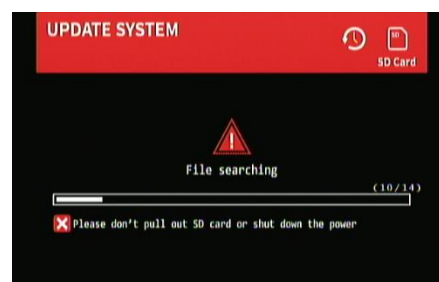 UPDATE SYSTEM
SD
SD Card
File searching
(10/14)
Please don't pull out SD card or shut down the power